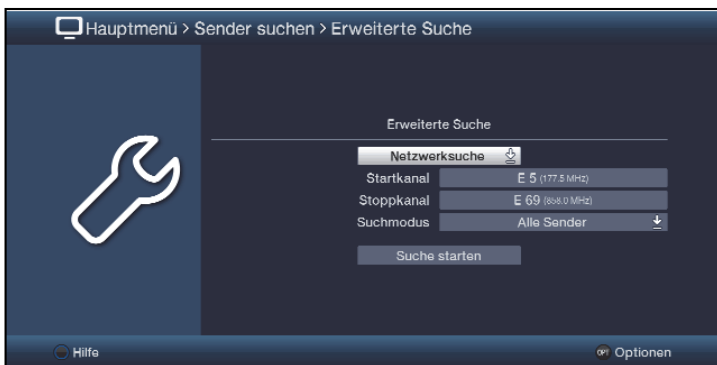 Hauptmenü > Sender suchen > Erweiterte Suche
Erweiterte Suche
Netzwerksuche
Startkanal E 5 (177.5 MHz)
Stoppkanal E 69 (858.0 MHz)
Suchmodus Alle Sender
Suche starten
Hilfe OPT Optionen